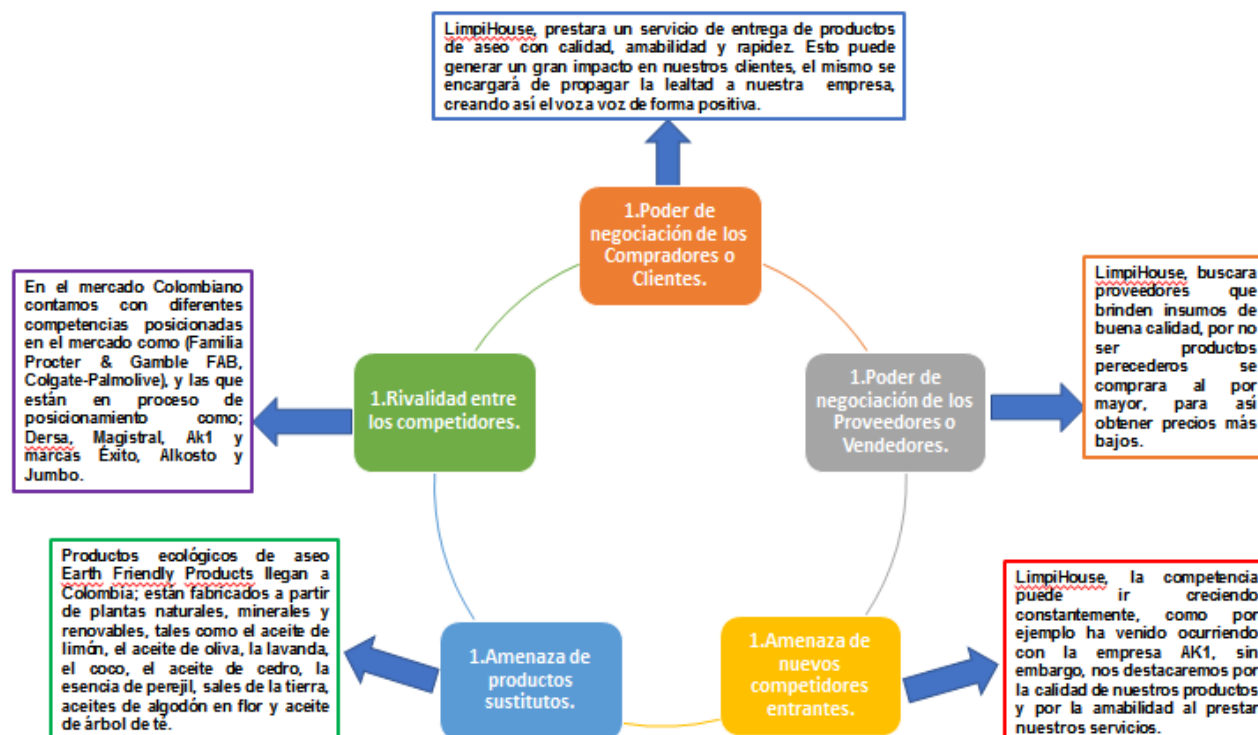 LimpiHouse, prestara un servicio de entrega de productos
de aseo con calidad, amabilidad y rapidez. Esto puede
generar un gran impacto en nuestros clientes, el mismo se
encargará de propagar la lealtad a nuestra empresa,
creando así el voz a voz de forma positiva.
1.Poder de
negociación de los
Compradores o
Clientes.
En el mercado Colombiano
contamos con diferentes
competencias posicionadas
en el mercado como (Familia
Procter & Gamble FAB,
Colgate-Palmolive), y las que
están en proceso de
posicionamiento como;
Dersa, Magistral, Ak1 y
marcas Éxito, Alkosto y
Jumbo.
1.Rivalidad entre
los competidores.
1.Poder de
negociación de los
Proveedores o
Vendedores.
LimpiHouse, buscara
proveedores que
brinden insumos de
buena calidad, por no
ser productos
perecederos se
comprara al por
mayor, para así
obtener precios más
bajos.
Productos ecológicos de aseo
Earth Friendly Products llegan a
Colombia; están fabricados a partir
de plantas naturales, minerales y
renovables, tales como el aceite de
limón, el aceite de oliva, la lavanda,
el coco, el aceite de cedro, la
esencia de perejil, sales de la tierra,
aceites de algodón en flor y aceite
de árbol de té.
1.Amenaza de
productos
sustitutos.
1.Amenaza de
nuevos
competidores
entrantes.
LimpiHouse, la competencia
puede ir creciendo
constantemente, como por
ejemplo ha venido ocurriendo
con la empresa AK1, sin
embargo, nos destacaremos por
la calidad de nuestros productos
y por la amabilidad al prestar
nuestros servicios.